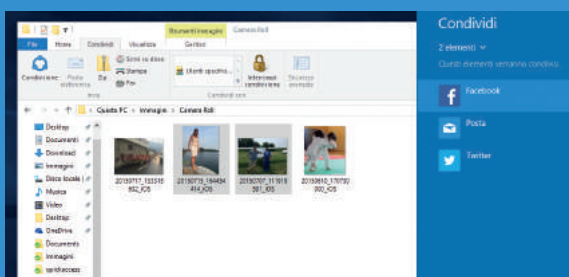 Strumenti immagini
Camera Roll
File
Home
Condividi
Visualizza
Gestisci
Condivisione
Posta elettronica
Zip
Scrivi su disco
Stampa
Fax
Invia
Utenti specifici...
Interrompi condivisione
Sicurezza avanzata
Condividi con
Questo PC › Immagini › Camera Roll
Desktop
Documenti
Download
Immagini
Disco locale
Musica
Video
Desktop
OneDrive
Documents
Immagini
Condividi
2 elementi
Questi elementi verranno condivisi
Facebook
Posta
Twitter